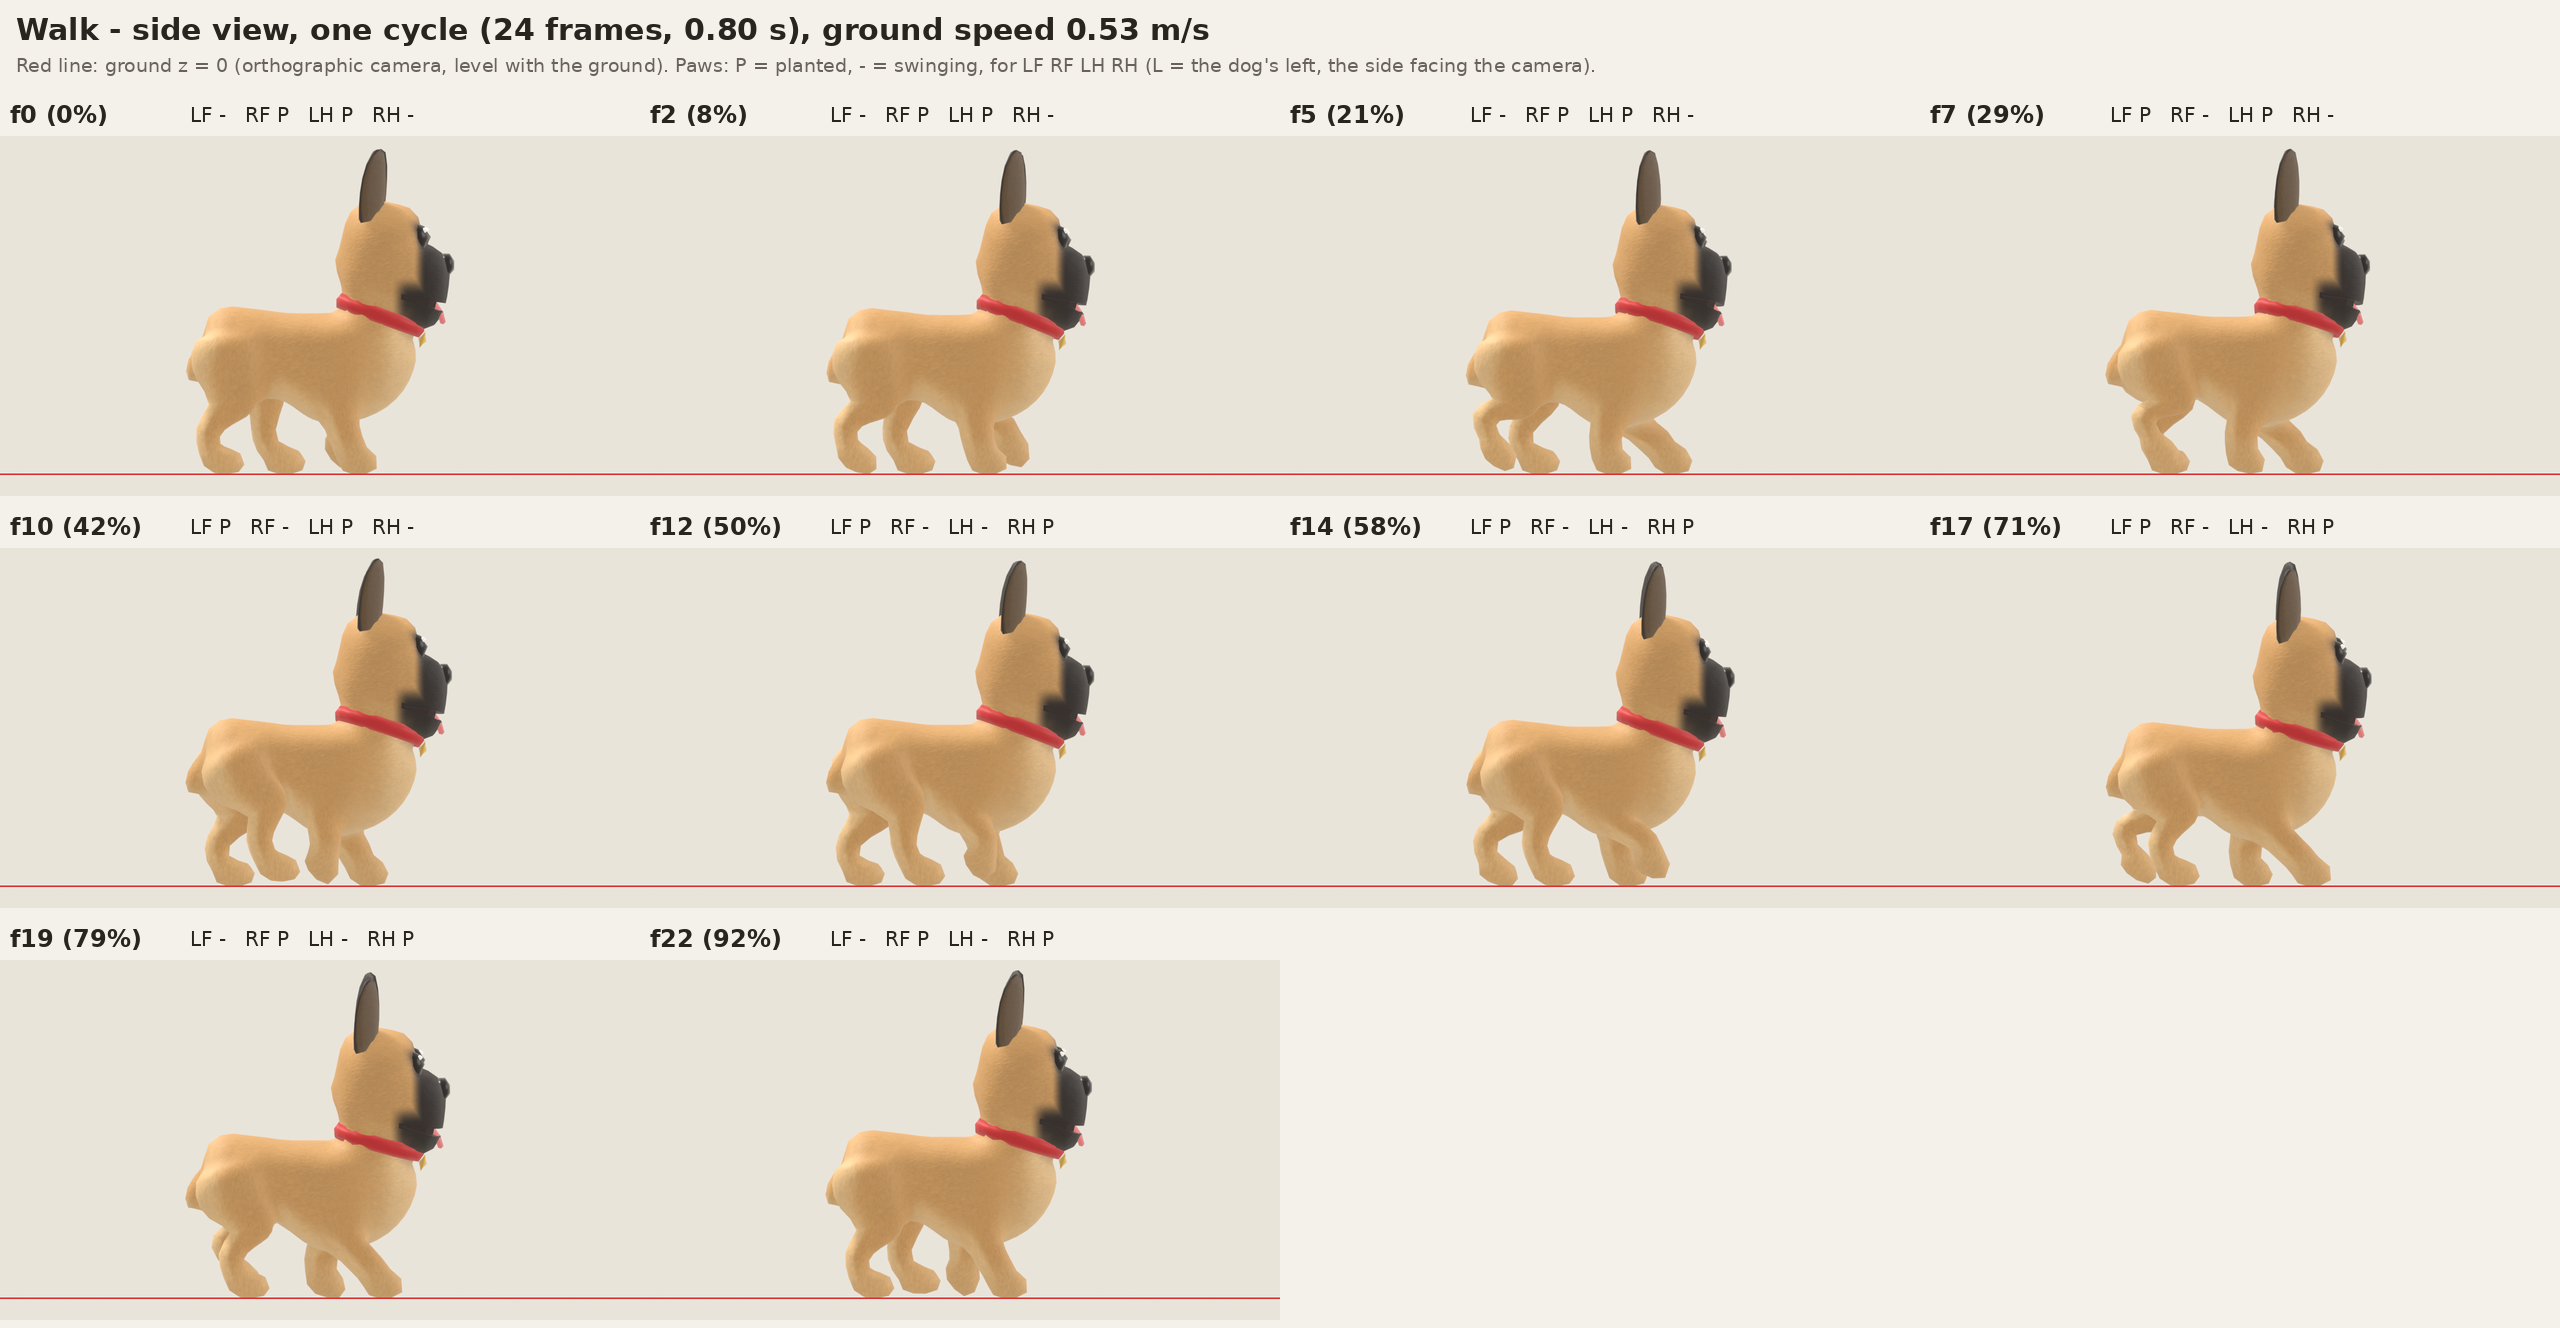 Walk - side view, one cycle (24 frames, 0.80 s), ground speed 0.53 m/s
Red line: ground z = 0 (orthographic camera, level with the ground). Paws: P = planted, - = swinging, for LF RF LH RH (L = the dog's left, the side facing the camera).
f0 (0%) LF - RF P LH P RH -
f2 (8%) LF - RF P LH P RH -
f5 (21%) LF - RF P LH P RH -
f7 (29%) LF P RF - LH P RH -
f10 (42%) LF P RF - LH P RH -
f12 (50%) LF P RF - LH - RH P
f14 (58%) LF P RF - LH - RH P
f17 (71%) LF P RF - LH - RH P
f19 (79%) LF - RF P LH - RH P
f22 (92%) LF - RF P LH - RH P